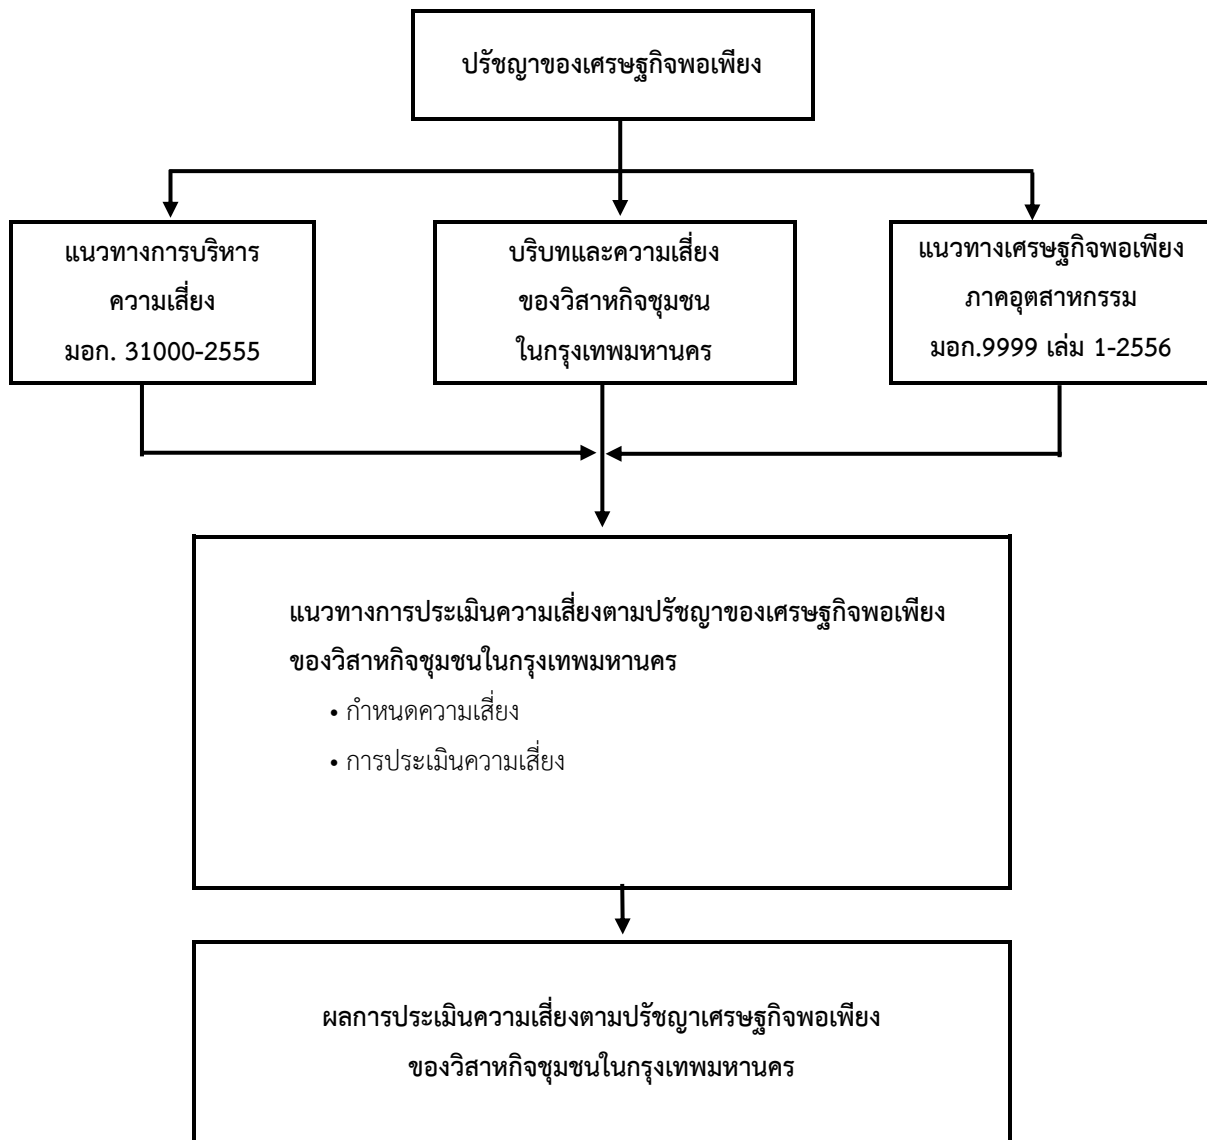 ปรัชญาของเศรษฐกิจพอเพียง
แนวทางการบริหาร
ความเสี่ยง
มอก. 31000-2555
บริบทและความเสี่ยง
ของวิสาหกิจชุมชน
ในกรุงเทพมหานคร
แนวทางเศรษฐกิจพอเพียง
ภาคอุตสาหกรรม
มอก.9999 เล่ม 1-2556
แนวทางการประเมินความเสี่ยงตามปรัชญาของเศรษฐกิจพอเพียง
ของวิสาหกิจชุมชนในกรุงเทพมหานคร
• กำหนดความเสี่ยง
• การประเมินความเสี่ยง
ผลการประเมินความเสี่ยงตามปรัชญาเศรษฐกิจพอเพียง
ของวิสาหกิจชุมชนในกรุงเทพมหานคร